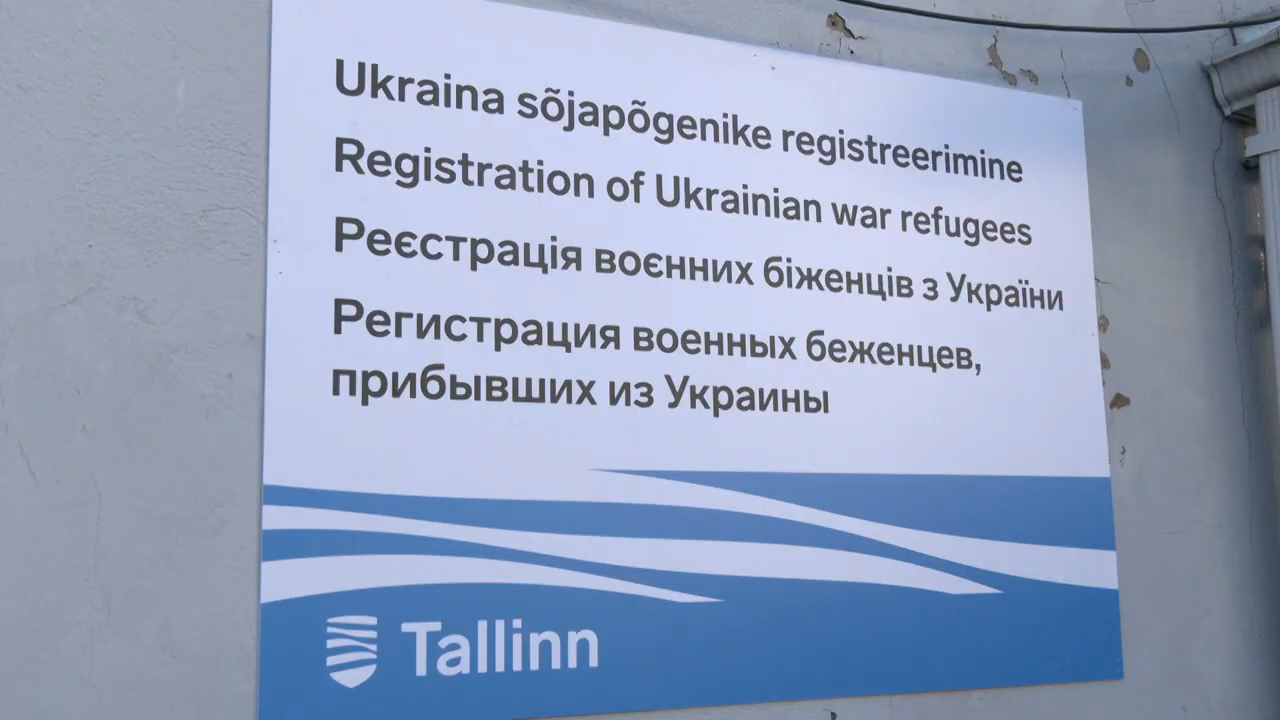 Ukraina sõjapõgenike registreerimine
Registration of Ukrainian war refugees
Реєстрація воєнних біженців з України
Регистрация военных беженцев,
прибывших из Украины
Tallinn